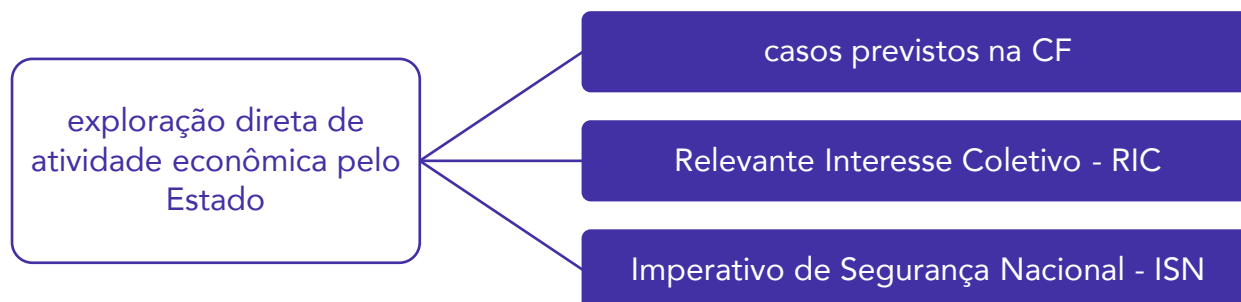 exploração direta de
atividade econômica pelo
Estado
casos previstos na CF
Relevante Interesse Coletivo - RIC
Imperativo de Segurança Nacional - ISN